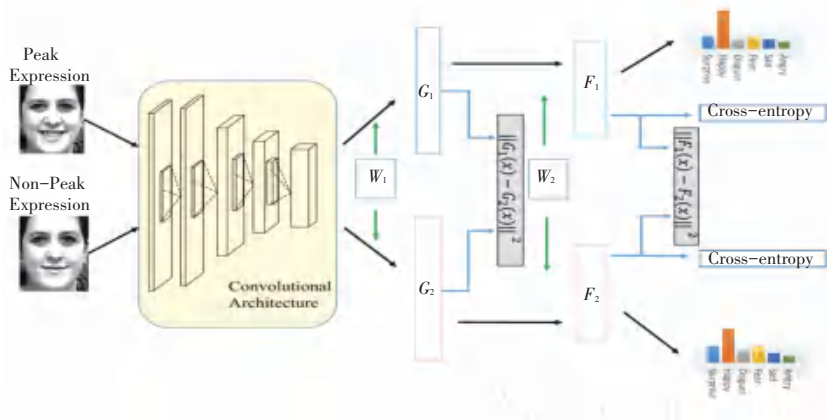 Peak
Expression
Non-Peak
Expression
Convolutional
Architecture
W1
G1
G2
||G1(x) - G2(x)||²
W2
F1
F2
Surprise
Happy
Disgust
Fear
Sad
Angry
Cross-entropy
||F2(x) - F2(x)||²
Cross-entropy
Surprise
Happy
Disgust
Fear
Sad
Angry